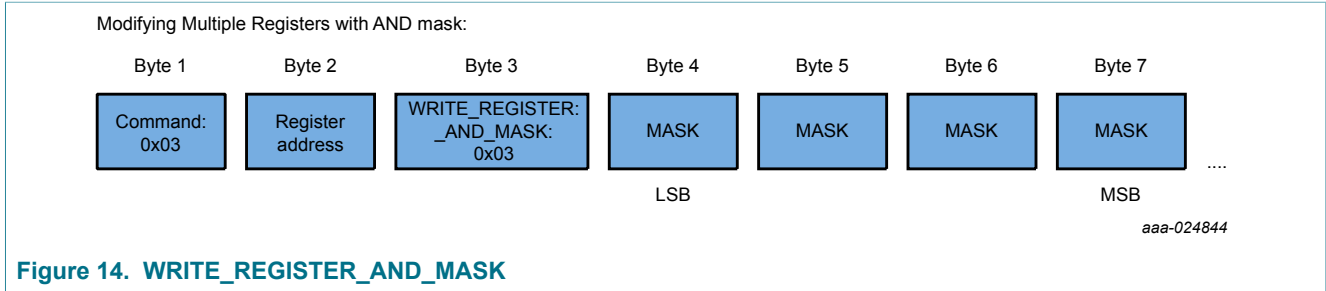 Modifying Multiple Registers with AND mask:
Byte 1 Byte 2 Byte 3 Byte 4 Byte 5 Byte 6 Byte 7
Command:
0x03
Register
address
WRITE_REGISTER:
_AND_MASK:
0x03
MASK
MASK
MASK
MASK
....
LSB MSB
aaa-024844
Figure 14. WRITE_REGISTER_AND_MASK